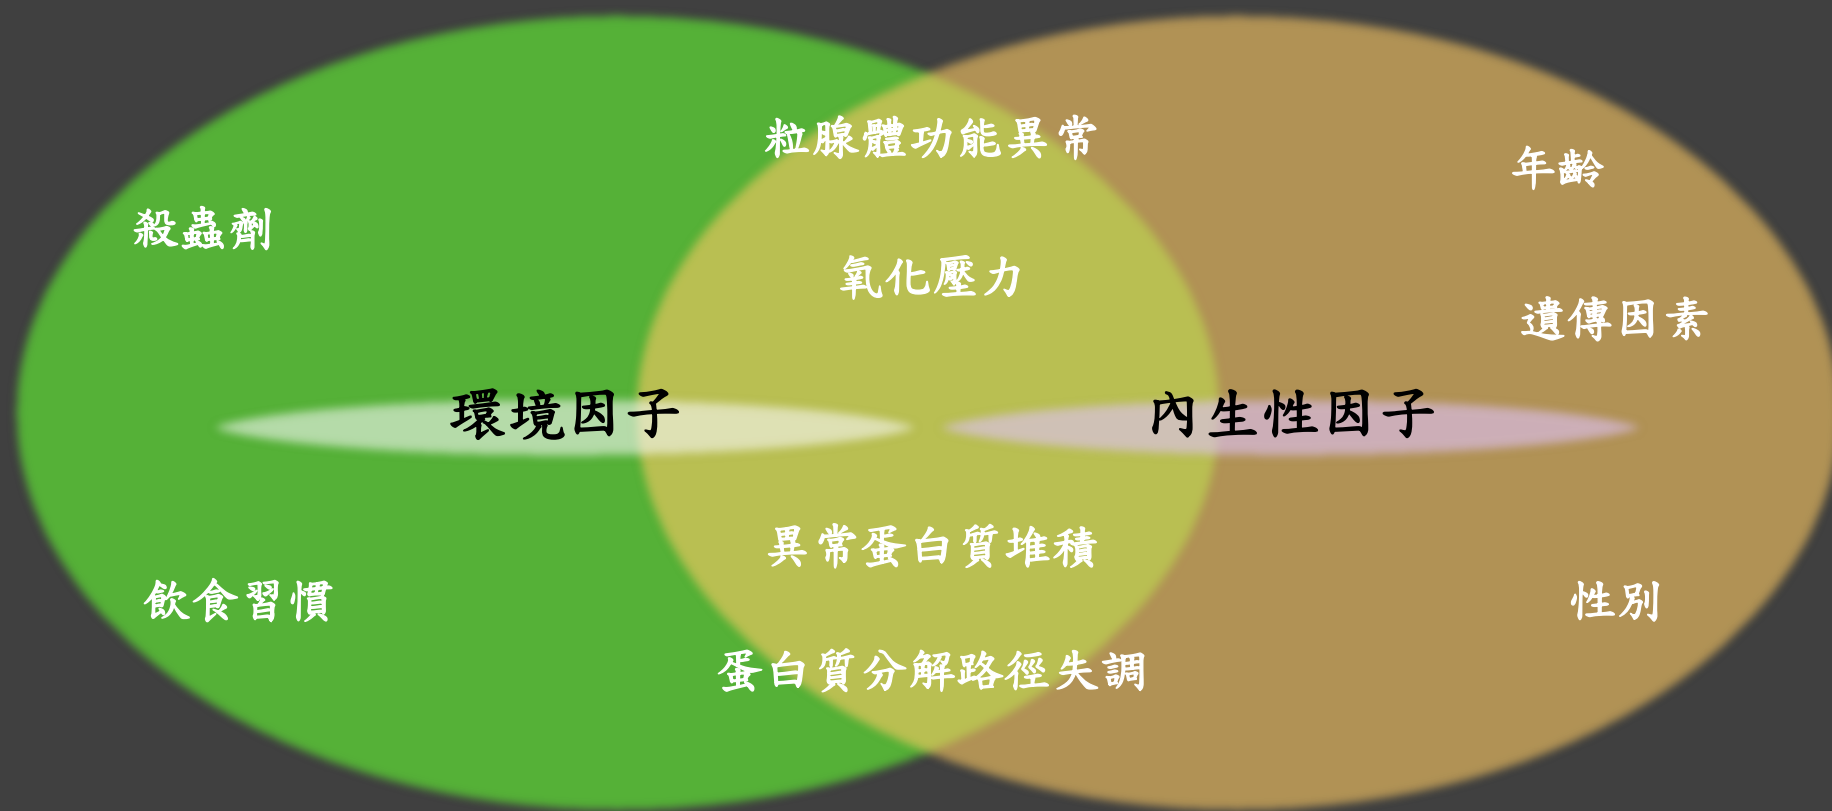 粒腺體功能異常
年齡
殺蟲劑
氧化壓力
遺傳因素
環境因子
內生性因子
異常蛋白質堆積
飲食習慣
性別
蛋白質分解路徑失調